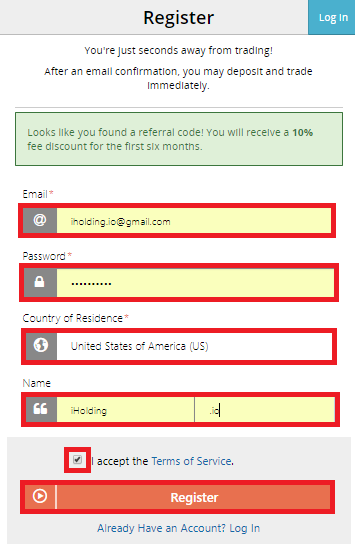 Register
Log In
You're just seconds away from trading!
After an email confirmation, you may deposit and trade
immediately.
Looks like you found a referral code! You will receive a 10%
fee discount for the first six months.
Email*
iholding.io@gmail.com
Password*
••••••••••
Country of Residence*
United States of America (US)
Name
iHolding .io
I accept the Terms of Service.
Register
Already Have an Account? Log In